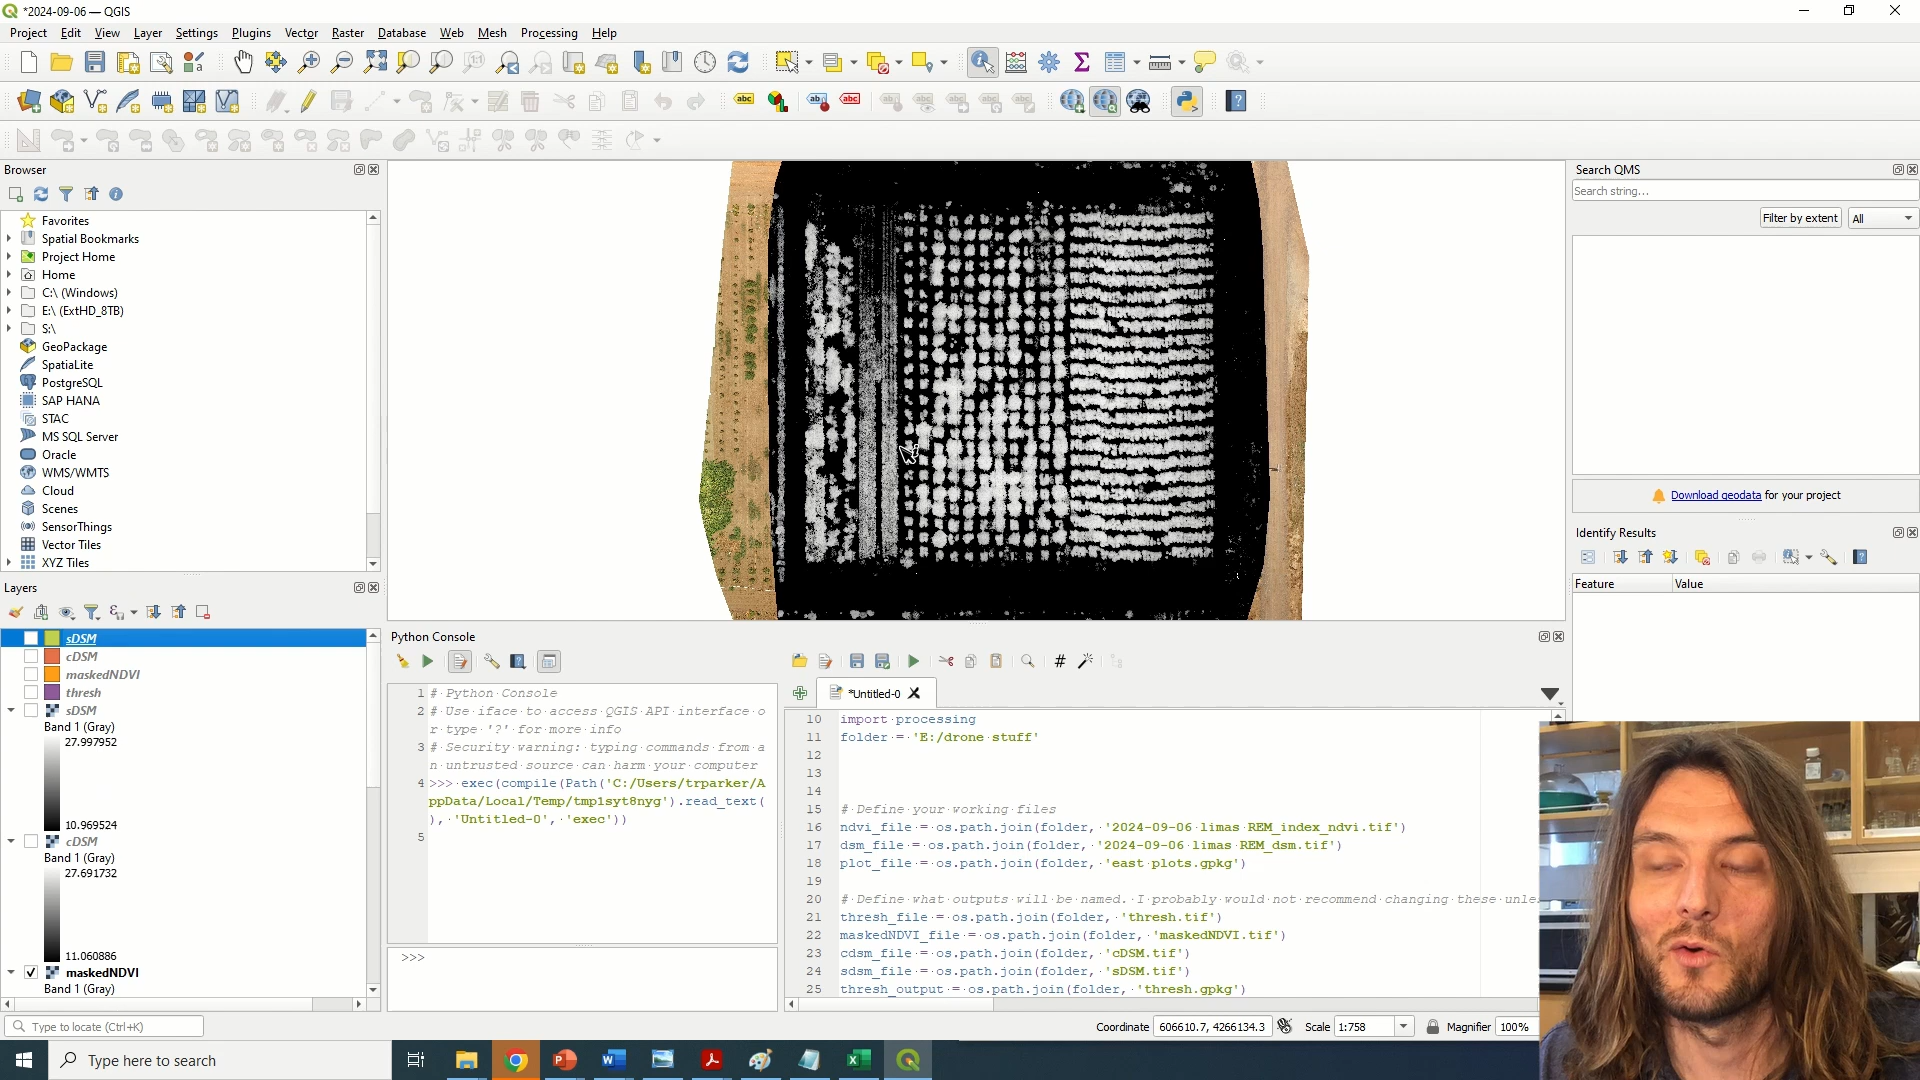 *2024-09-06 — QGIS
Project Edit View Layer Settings Plugins Vector Raster Database Web Mesh Processing Help
Browser
Favorites
Spatial Bookmarks
Project Home
Home
C:\ (Windows)
E:\ (ExtHD_8TB)
S:\
GeoPackage
SpatiaLite
PostgreSQL
SAP HANA
STAC
MS SQL Server
Oracle
WMS/WMTS
Cloud
Scenes
SensorThings
Vector Tiles
XYZ Tiles
Layers
sDSM
cDSM
maskedNDVI
thresh
sDSM
Band 1 (Gray)
27.997952
10.969524
cDSM
Band 1 (Gray)
27.691732
11.060886
maskedNDVI
Band 1 (Gray)
Type to locate (Ctrl+K)
Python Console
1 # Python Console
2 # Use iface to access QGIS API interface o
r type '?' for more info
3 # Security warning: typing commands from a
n untrusted source can harm your computer
4 >>> exec(compile(Path('C:/Users/trparker/A
ppData/Local/Temp/tmp1syt8nyg').read_text(
), 'Untitled-0', 'exec'))
5
>>>
*Untitled-0
10 import processing
11 folder = 'E:/drone stuff'
12
13
14
15 # Define your working files
16 ndvi_file = os.path.join(folder, '2024-09-06 limas REM_index_ndvi.tif')
17 dsm_file = os.path.join(folder, '2024-09-06 limas REM_dsm.tif')
18 plot_file = os.path.join(folder, 'east plots.gpkg')
19
20 # Define what outputs will be named. I probably would not recommend changing these unle
21 thresh_file = os.path.join(folder, 'thresh.tif')
22 maskedNDVI_file = os.path.join(folder, 'maskedNDVI.tif')
23 cdsm_file = os.path.join(folder, 'cDSM.tif')
24 sdsm_file = os.path.join(folder, 'sDSM.tif')
25 thresh_output = os.path.join(folder, 'thresh.gpkg')
Search QMS
Search string...
Filter by extent All
Download geodata for your project
Identify Results
Feature Value
Coordinate 606610.7, 4266134.3 Scale 1:758 Magnifier 100%
Type here to search